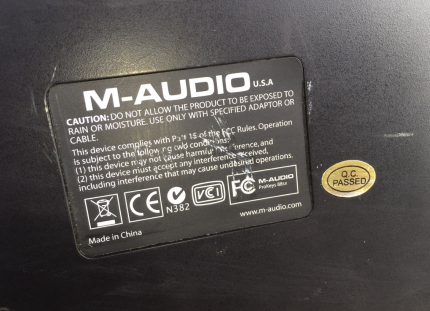 M-AUDIO U.S.A
CAUTION: DO NOT ALLOW THE PRODUCT TO BE EXPOSED TO
RAIN OR MOISTURE. USE ONLY WITH SPECIFIED ADAPTOR OR
CABLE.
This device complies with Part 15 of the FCC Rules. Operation
is subject to the following two conditions:
(1) this device may not cause harmful interference, and
(2) this device must accept any interference received,
including interference that may cause undesired operations.
CE N382 VCI FC M-AUDIO
ProKeys 88sx
www.m-audio.com
Made in China
Q.C.
PASSED